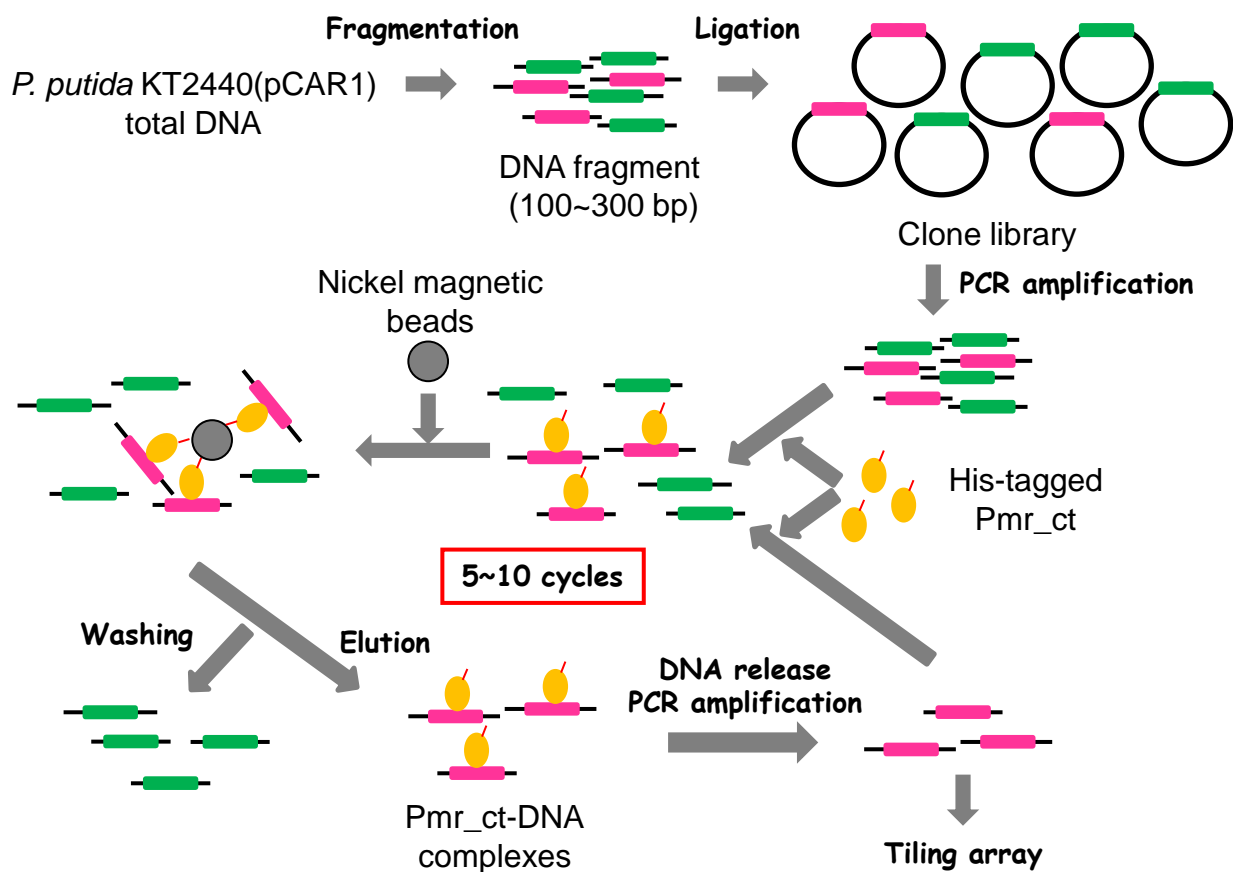 Fragmentation
Ligation
P. putida KT2440(pCAR1)
total DNA
DNA fragment
(100~300 bp)
Clone library
PCR amplification
Nickel magnetic
beads
His-tagged
Pmr_ct
5~10 cycles
Washing
Elution
DNA release
PCR amplification
Pmr_ct-DNA
complexes
Tiling array